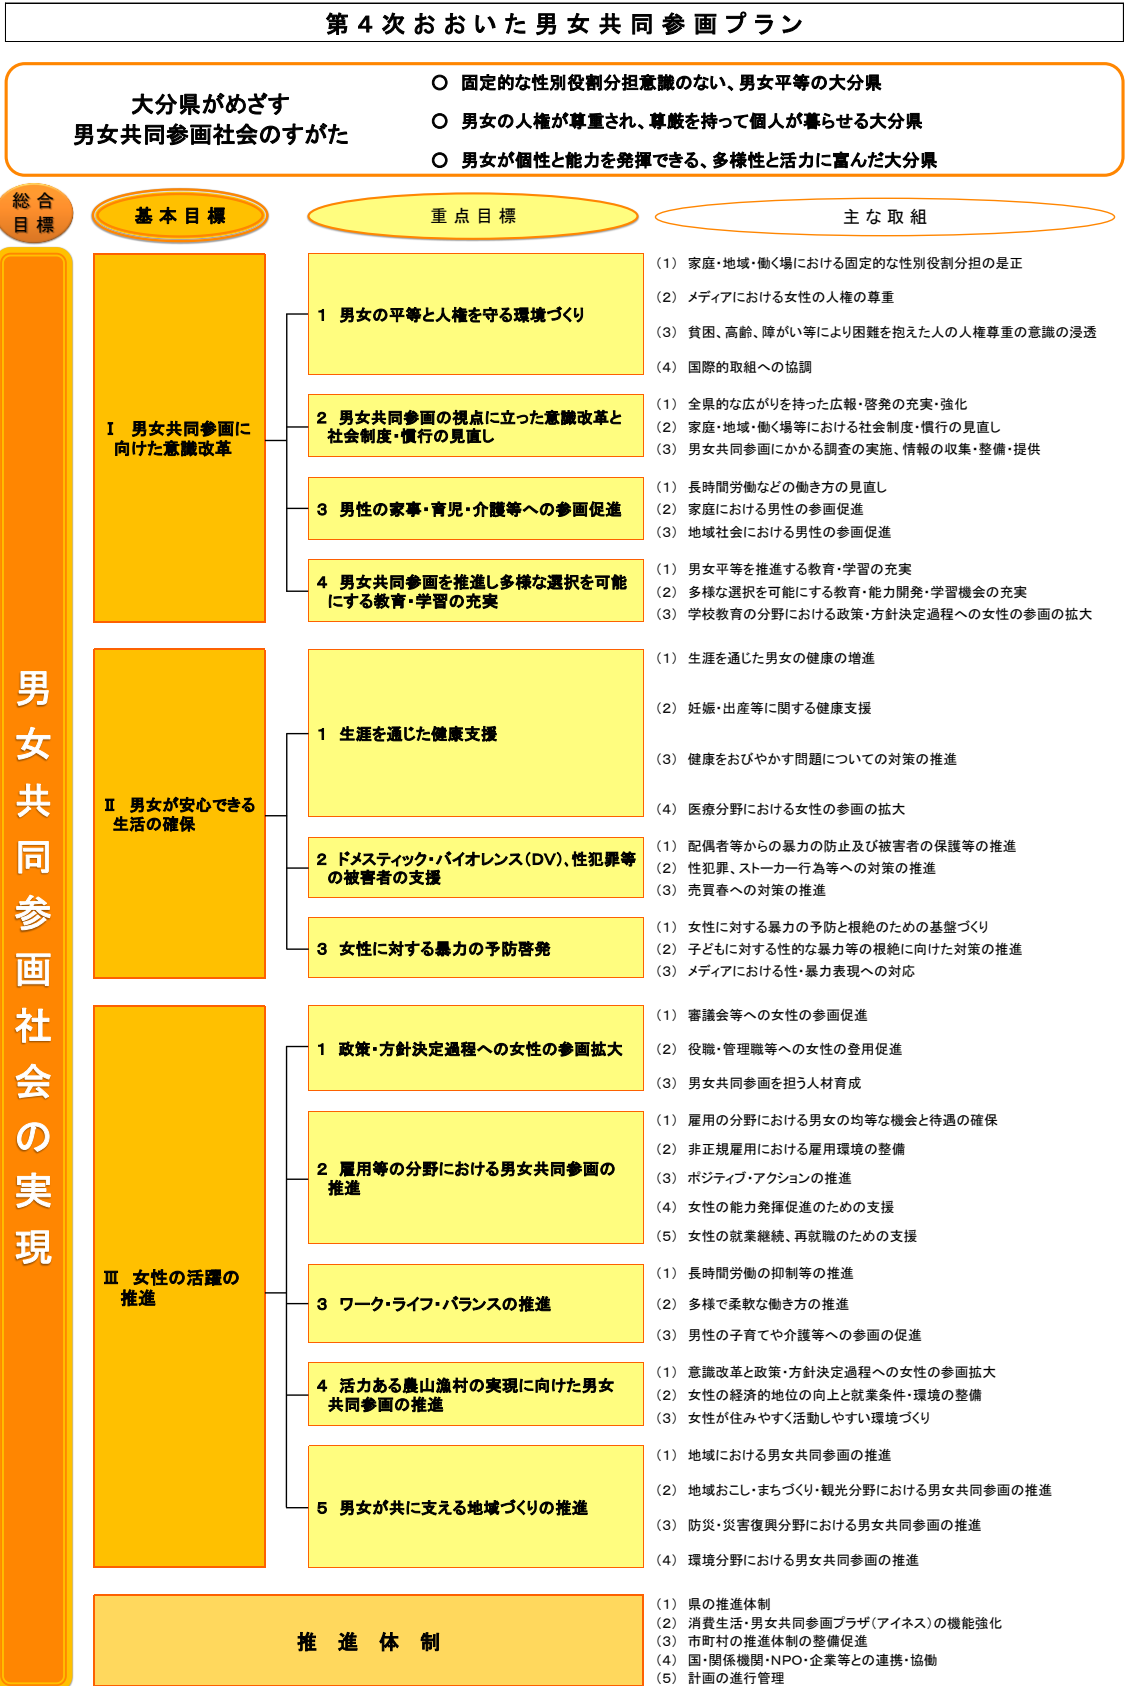 第４次おおいた男女共同参画プラン
大分県がめざす
男女共同参画社会のすがた
○ 固定的な性別役割分担意識のない、男女平等の大分県
○ 男女の人権が尊重され、尊厳を持って個人が暮らせる大分県
○ 男女が個性と能力を発揮できる、多様性と活力に富んだ大分県
総合
目標
基本目標
重点目標
主な取組
男女共同参画社会の実現
Ⅰ 男女共同参画に
向けた意識改革
1 男女の平等と人権を守る環境づくり
（1） 家庭・地域・働く場における固定的な性別役割分担の是正
（2） メディアにおける女性の人権の尊重
（3） 貧困、高齢、障がい等により困難を抱えた人の人権尊重の意識の浸透
（4） 国際的取組への協調
2 男女共同参画の視点に立った意識改革と
社会制度・慣行の見直し
（1） 全県的な広がりを持った広報・啓発の充実・強化
（2） 家庭・地域・働く場等における社会制度・慣行の見直し
（3） 男女共同参画にかかる調査の実施、情報の収集・整備・提供
3 男性の家事・育児・介護等への参画促進
（1） 長時間労働などの働き方の見直し
（2） 家庭における男性の参画促進
（3） 地域社会における男性の参画促進
4 男女共同参画を推進し多様な選択を可能
にする教育・学習の充実
（1） 男女平等を推進する教育・学習の充実
（2） 多様な選択を可能にする教育・能力開発・学習機会の充実
（3） 学校教育の分野における政策・方針決定過程への女性の参画の拡大
Ⅱ 男女が安心できる
生活の確保
1 生涯を通じた健康支援
（1） 生涯を通じた男女の健康の増進
（2） 妊娠・出産等に関する健康支援
（3） 健康をおびやかす問題についての対策の推進
（4） 医療分野における女性の参画の拡大
2 ドメスティック・バイオレンス（DV）、性犯罪等
の被害者の支援
（1） 配偶者等からの暴力の防止及び被害者の保護等の推進
（2） 性犯罪、ストーカー行為等への対策の推進
（3） 売買春への対策の推進
3 女性に対する暴力の予防啓発
（1） 女性に対する暴力の予防と根絶のための基盤づくり
（2） 子どもに対する性的な暴力等の根絶に向けた対策の推進
（3） メディアにおける性・暴力表現への対応
Ⅲ 女性の活躍の
推進
1 政策・方針決定過程への女性の参画拡大
（1） 審議会等への女性の参画促進
（2） 役職・管理職等への女性の登用促進
（3） 男女共同参画を担う人材育成
2 雇用等の分野における男女共同参画の
推進
（1） 雇用の分野における男女の均等な機会と待遇の確保
（2） 非正規雇用における雇用環境の整備
（3） ポジティブ・アクションの推進
（4） 女性の能力発揮促進のための支援
（5） 女性の就業継続、再就職のための支援
3 ワーク・ライフ・バランスの推進
（1） 長時間労働の抑制等の推進
（2） 多様で柔軟な働き方の推進
（3） 男性の子育てや介護等への参画の促進
4 活力ある農山漁村の実現に向けた男女
共同参画の推進
（1） 意識改革と政策・方針決定過程への女性の参画拡大
（2） 女性の経済的地位の向上と就業条件・環境の整備
（3） 女性が住みやすく活動しやすい環境づくり
5 男女が共に支える地域づくりの推進
（1） 地域における男女共同参画の推進
（2） 地域おこし・まちづくり・観光分野における男女共同参画の推進
（3） 防災・災害復興分野における男女共同参画の推進
（4） 環境分野における男女共同参画の推進
推進体制
（1） 県の推進体制
（2） 消費生活・男女共同参画プラザ（アイネス）の機能強化
（3） 市町村の推進体制の整備促進
（4） 国・関係機関・NPO・企業等との連携・協働
（5） 計画の進行管理